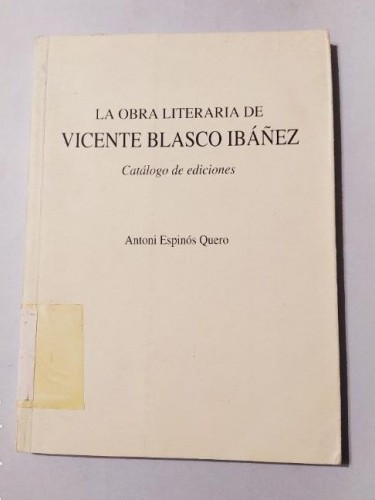 LA OBRA LITERARIA DE
VICENTE BLASCO IBÁÑEZ
Catálogo de ediciones
Antoni Espinós Quero